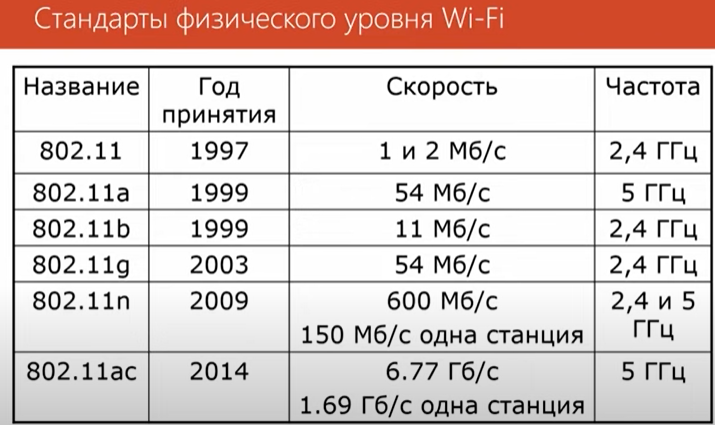 Стандарты физического уровня Wi-Fi
Название Год принятия Скорость Частота
802.11 1997 1 и 2 Мб/с 2,4 ГГц
802.11a 1999 54 Мб/с 5 ГГц
802.11b 1999 11 Мб/с 2,4 ГГц
802.11g 2003 54 Мб/с 2,4 ГГц
802.11n 2009 600 Мб/с 2,4 и 5
150 Мб/с одна станция ГГц
802.11ac 2014 6.77 Гб/с 5 ГГц
1.69 Гб/с одна станция